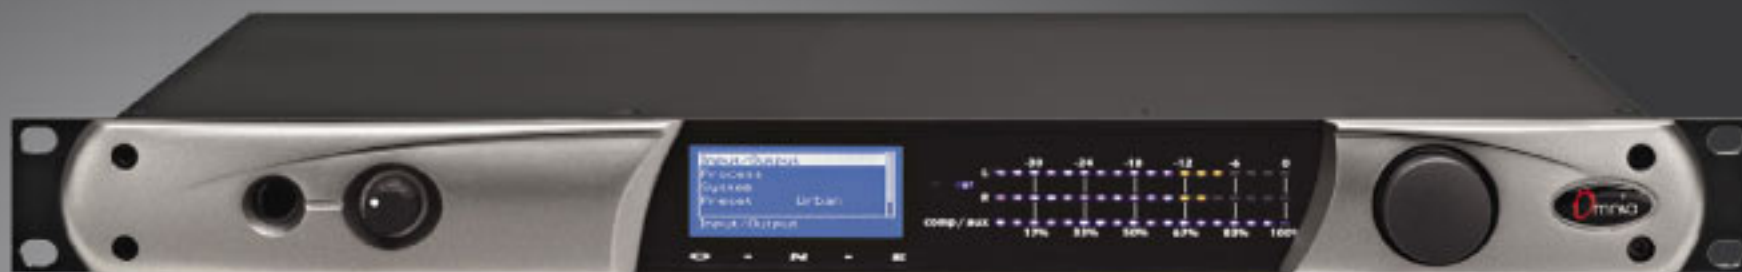 Input/Output
Process
System
Preset Urban
Input/Output
O - N - E
-30 -24 -18 -12 -6 0
L
R
comp/aux
17% 33% 50% 67% 83% 100%
Omnia